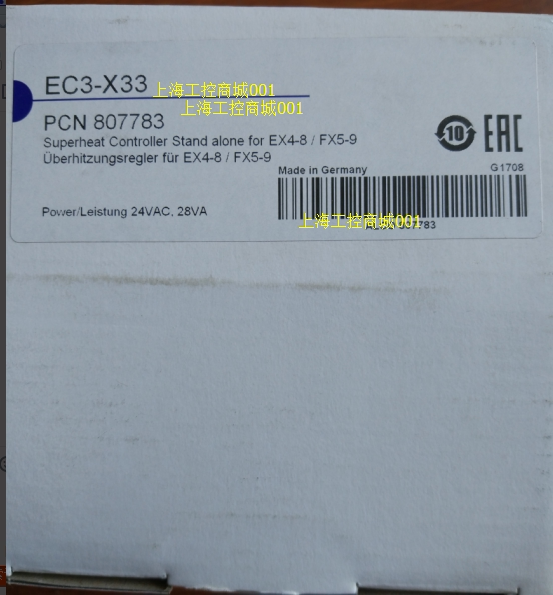 EC3-X33
上海工控商城001
上海工控商城001
PCN 807783
Superheat Controller Stand alone for EX4-8 / FX5-9
Überhitzungsregler für EX4-8 / FX5-9
10
EAC
Made in Germany
G1708
Power/Leistung 24VAC, 28VA
上海工控商城001